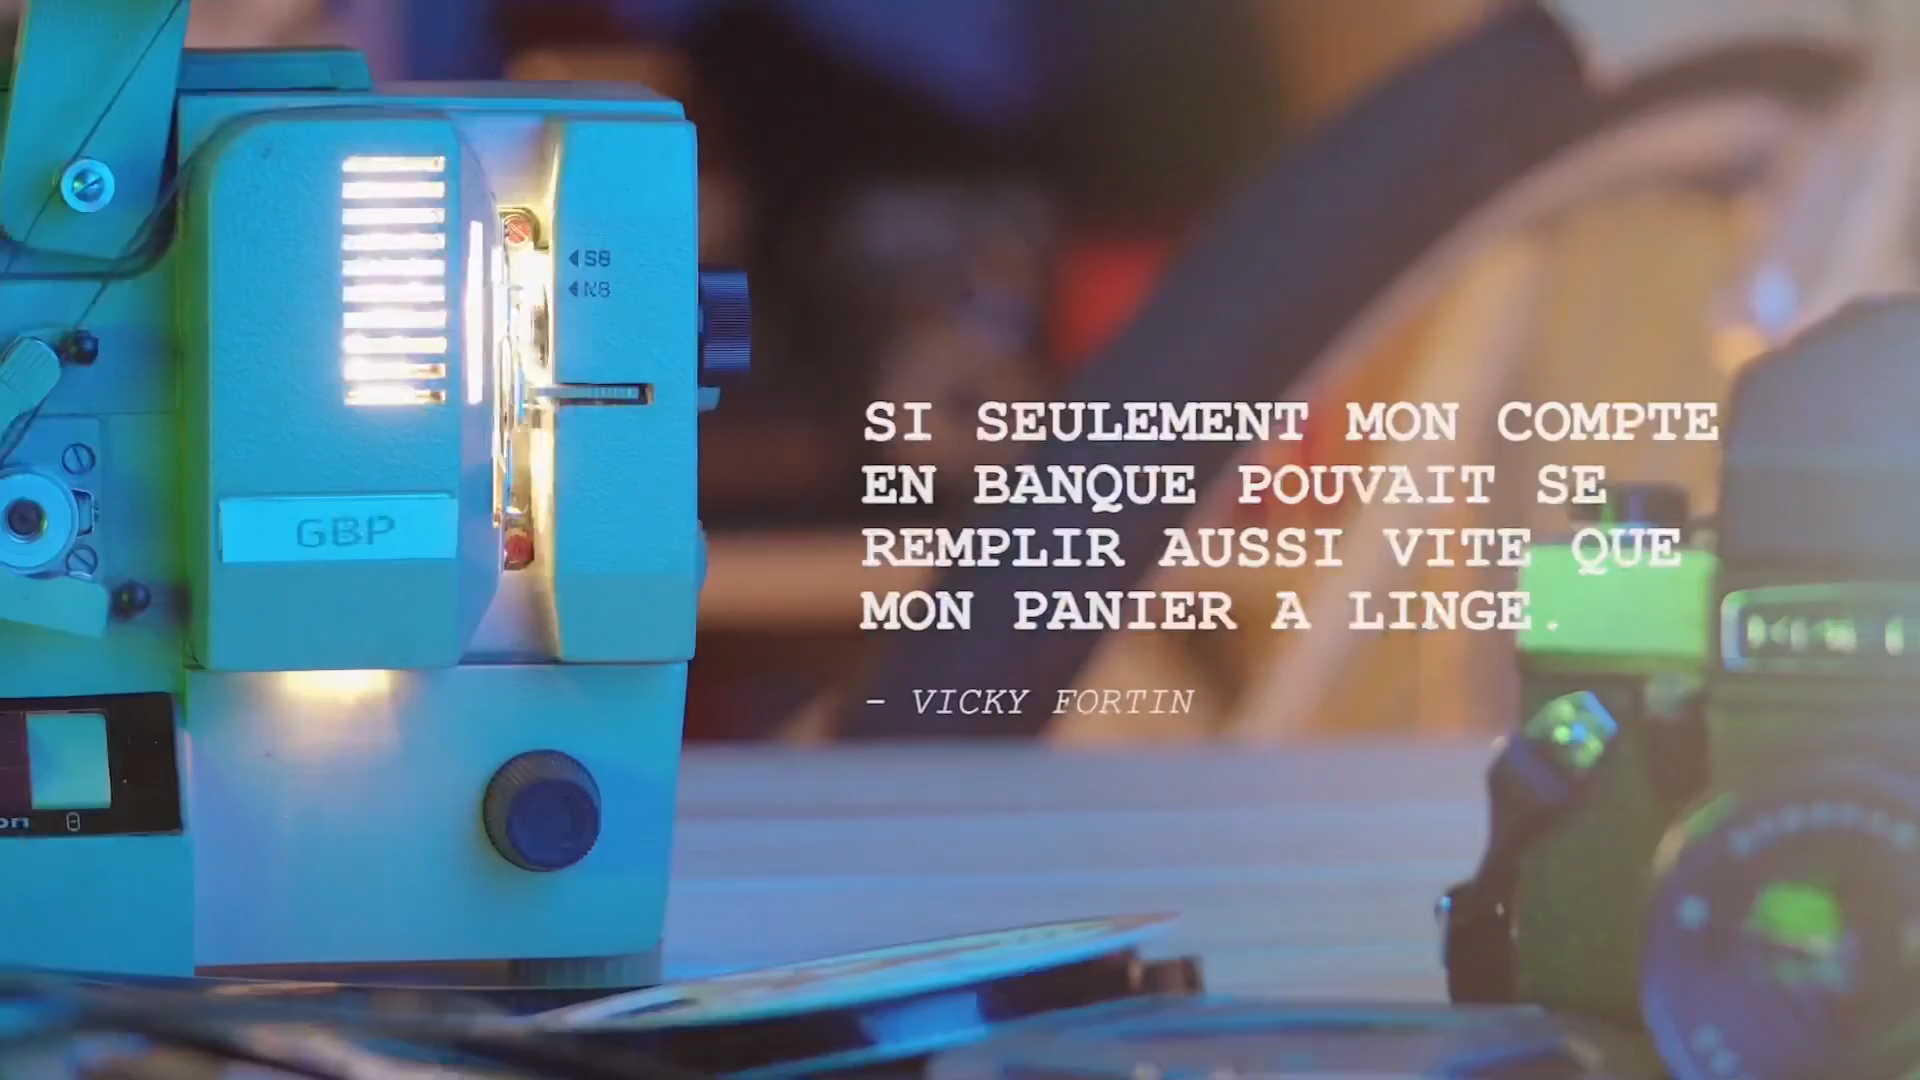 S8
N8
GBP
on
SI SEULEMENT MON COMPTE
EN BANQUE POUVAIT SE
REMPLIR AUSSI VITE QUE
MON PANIER A LINGE.
- VICKY FORTIN